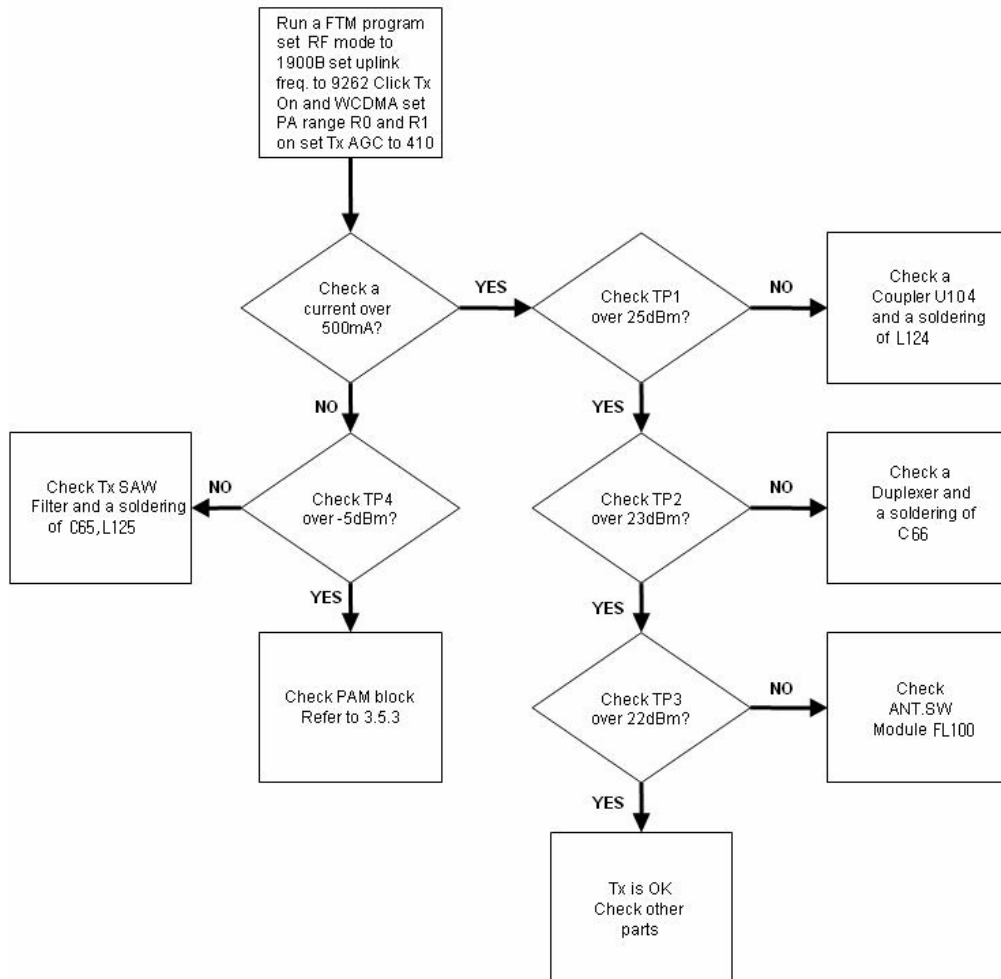 Run a FTM program
set RF mode to
1900B set uplink
freq. to 9262 Click Tx
On and WCDMA set
PA range R0 and R1
on set Tx AGC to 410
Check a
current over
500mA?
YES
Check TP1
over 25dBm?
NO
Check a
Coupler U104
and a soldering
of L124
NO
YES
Check Tx SAW
Filter and a soldering
of C65,L125
NO
Check TP4
over -5dBm?
Check TP2
over 23dBm?
NO
Check a
Duplexer and
a soldering of
C66
YES
YES
Check PAM block
Refer to 3.5.3
Check TP3
over 22dBm?
NO
Check
ANT.SW
Module FL100
YES
Tx is OK
Check other
parts